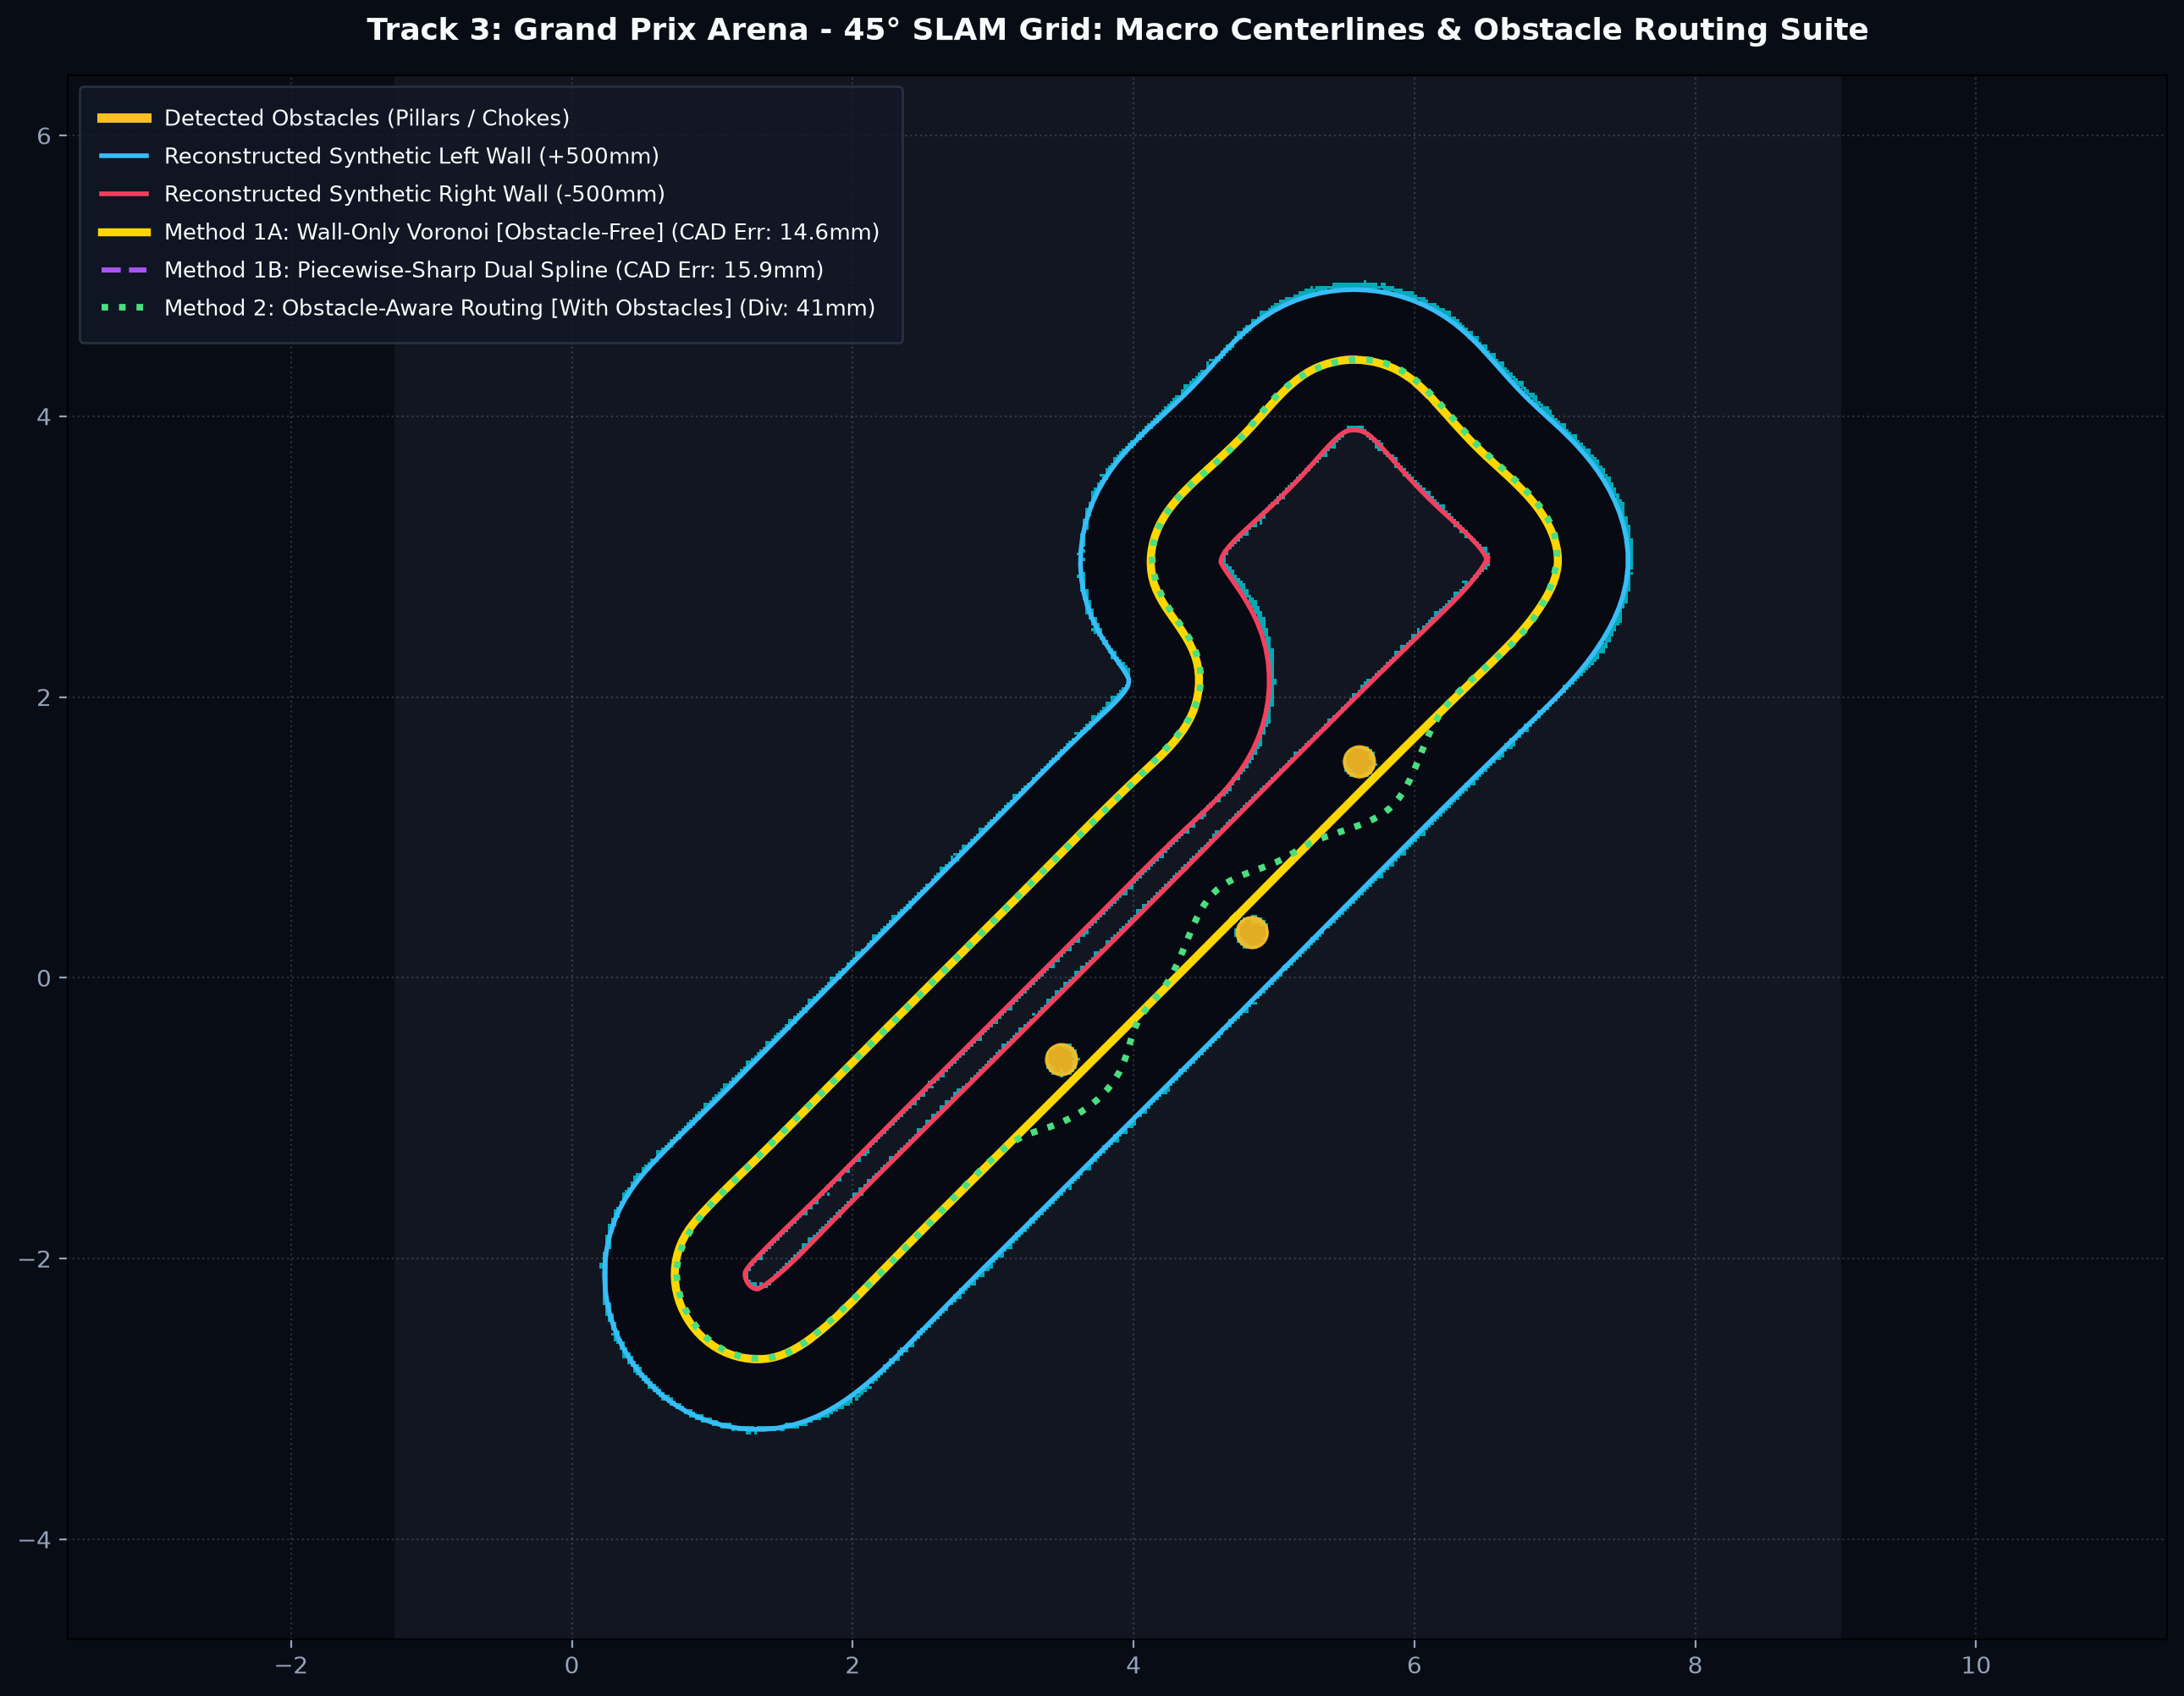 Track 3: Grand Prix Arena - 45° SLAM Grid: Macro Centerlines & Obstacle Routing Suite
Detected Obstacles (Pillars / Chokes)
Reconstructed Synthetic Left Wall (+500mm)
Reconstructed Synthetic Right Wall (-500mm)
Method 1A: Wall-Only Voronoi [Obstacle-Free] (CAD Err: 14.6mm)
Method 1B: Piecewise-Sharp Dual Spline (CAD Err: 15.9mm)
Method 2: Obstacle-Aware Routing [With Obstacles] (Div: 41mm)
6
4
2
0
−2
−4
−2 0 2 4 6 8 10